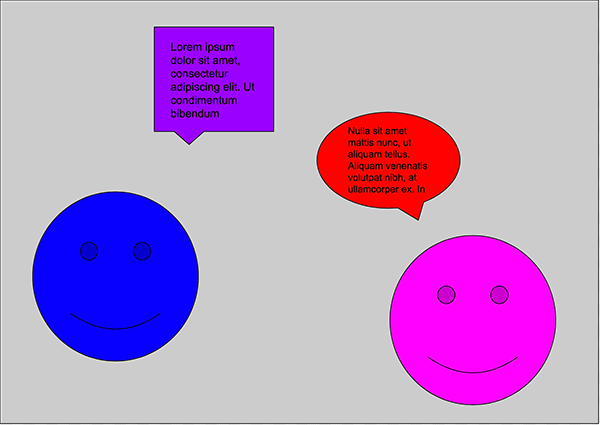 Lorem ipsum
dolor sit amet,
consectetur
adipiscing elit. Ut
condimentum
bibendum
Nulla sit amet
mattis nunc, ut
aliquam tellus.
Aliquam venenatis
volutpat nibh, at
ullamcorper ex. In